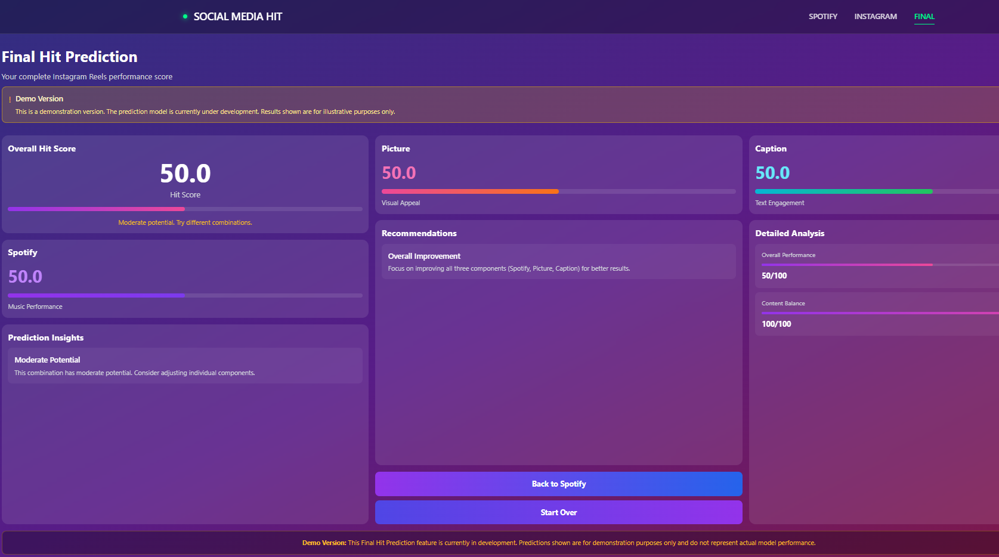 SOCIAL MEDIA HIT
SPOTIFY
INSTAGRAM
FINAL
Final Hit Prediction
Your complete Instagram Reels performance score
! Demo Version
This is a demonstration version. The prediction model is currently under development. Results shown are for illustrative purposes only.
Overall Hit Score
50.0
Hit Score
Moderate potential. Try different combinations.
Spotify
50.0
Music Performance
Prediction Insights
Moderate Potential
This combination has moderate potential. Consider adjusting individual components.
Picture
50.0
Visual Appeal
Recommendations
Overall Improvement
Focus on improving all three components (Spotify, Picture, Caption) for better results.
Back to Spotify
Start Over
Caption
50.0
Text Engagement
Detailed Analysis
Overall Performance
50/100
Content Balance
100/100
Demo Version: This Final Hit Prediction feature is currently in development. Predictions shown are for demonstration purposes only and do not represent actual model performance.